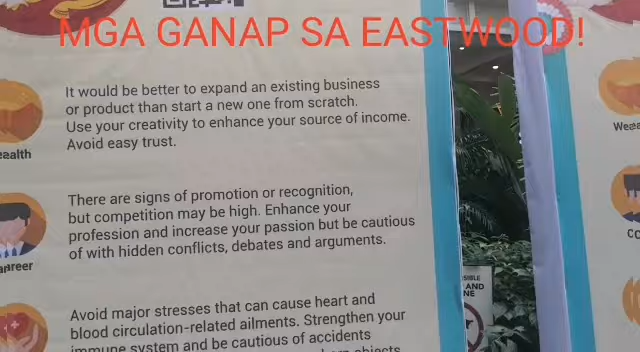 MGA GANAP SA EASTWOOD!
It would be better to expand an existing business
or product than start a new one from scratch.
Use your creativity to enhance your source of income.
Avoid easy trust.
ealth
There are signs of promotion or recognition,
but competition may be high. Enhance your
profession and increase your passion but be cautious
of with hidden conflicts, debates and arguments.
areer
Avoid major stresses that can cause heart and
blood circulation-related ailments. Strengthen your
immune system and be cautious of accidents
objects
SIBLE
AND
NE
Wea